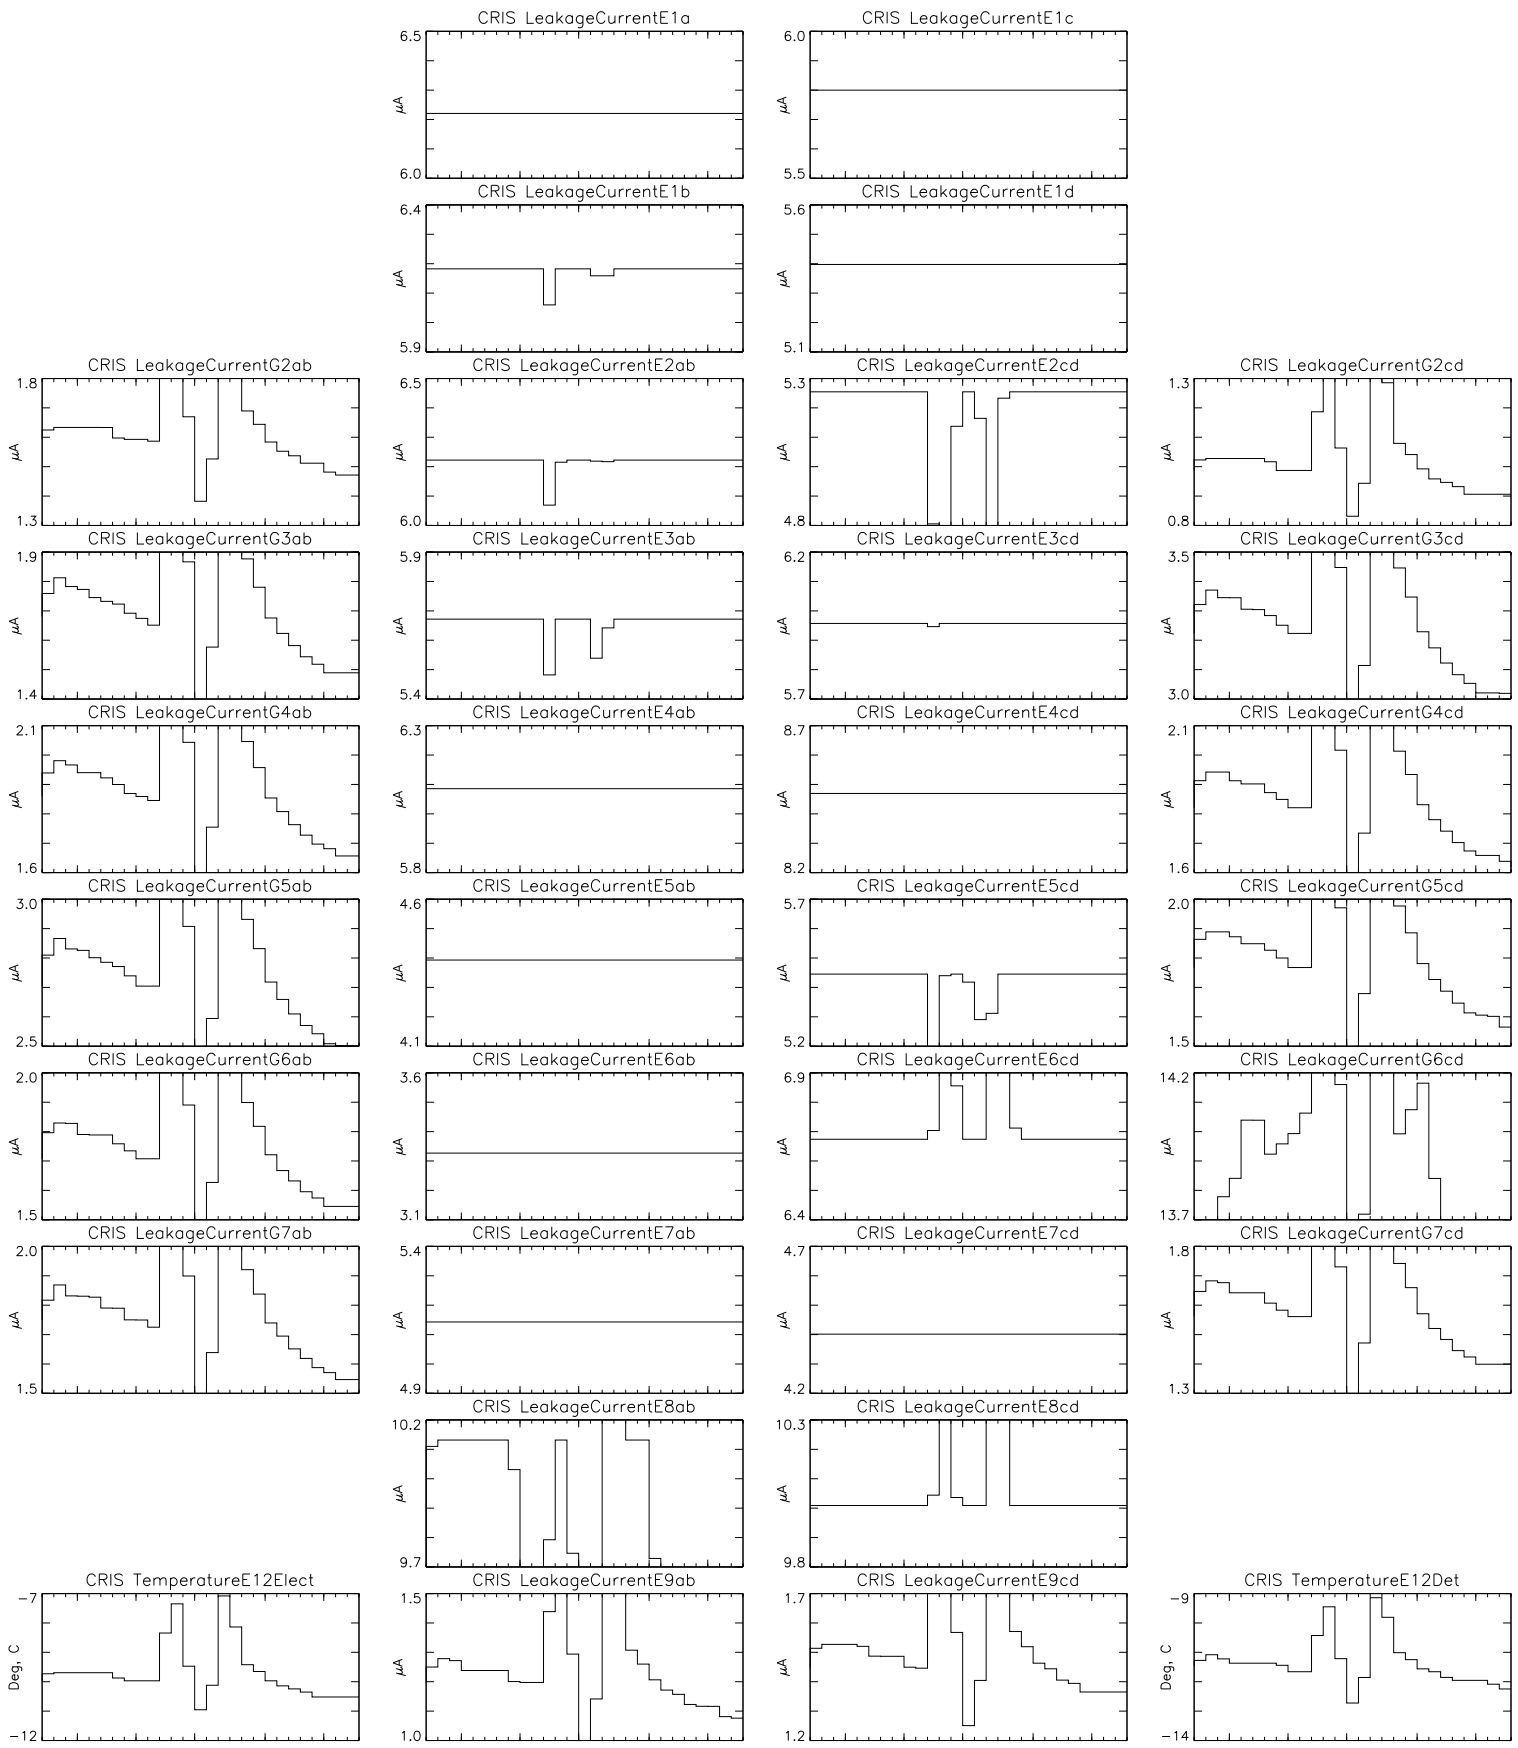 CRIS LeakageCurrentE1a CRIS LeakageCurrentE1c
6.5 6.0
μA μA
6.0 5.5
CRIS LeakageCurrentE1b CRIS LeakageCurrentE1d
6.4 5.6
μA μA
5.9 5.1
CRIS LeakageCurrentG2ab CRIS LeakageCurrentE2ab CRIS LeakageCurrentE2cd CRIS LeakageCurrentG2cd
1.8 6.5 5.3 1.3
μA μA μA μA
1.3 6.0 4.8 0.8
CRIS LeakageCurrentG3ab CRIS LeakageCurrentE3ab CRIS LeakageCurrentE3cd CRIS LeakageCurrentG3cd
1.9 5.9 6.2 3.5
μA μA μA μA
1.4 5.4 5.7 3.0
CRIS LeakageCurrentG4ab CRIS LeakageCurrentE4ab CRIS LeakageCurrentE4cd CRIS LeakageCurrentG4cd
2.1 6.3 8.7 2.1
μA μA μA μA
1.6 5.8 8.2 1.6
CRIS LeakageCurrentG5ab CRIS LeakageCurrentE5ab CRIS LeakageCurrentE5cd CRIS LeakageCurrentG5cd
3.0 4.6 5.7 2.0
μA μA μA μA
2.5 4.1 5.2 1.5
CRIS LeakageCurrentG6ab CRIS LeakageCurrentE6ab CRIS LeakageCurrentE6cd CRIS LeakageCurrentG6cd
2.0 3.6 6.9 14.2
μA μA μA μA
1.5 3.1 6.4 13.7
CRIS LeakageCurrentG7ab CRIS LeakageCurrentE7ab CRIS LeakageCurrentE7cd CRIS LeakageCurrentG7cd
2.0 5.4 4.7 1.8
μA μA μA μA
1.5 4.9 4.2 1.3
CRIS LeakageCurrentE8ab CRIS LeakageCurrentE8cd
10.2 10.3
μA μA
9.7 9.8
CRIS TemperatureE12Elect CRIS LeakageCurrentE9ab CRIS LeakageCurrentE9cd CRIS TemperatureE12Det
-7 1.5 1.7 -9
Deg, C μA μA Deg, C
-12 1.0 1.2 -14